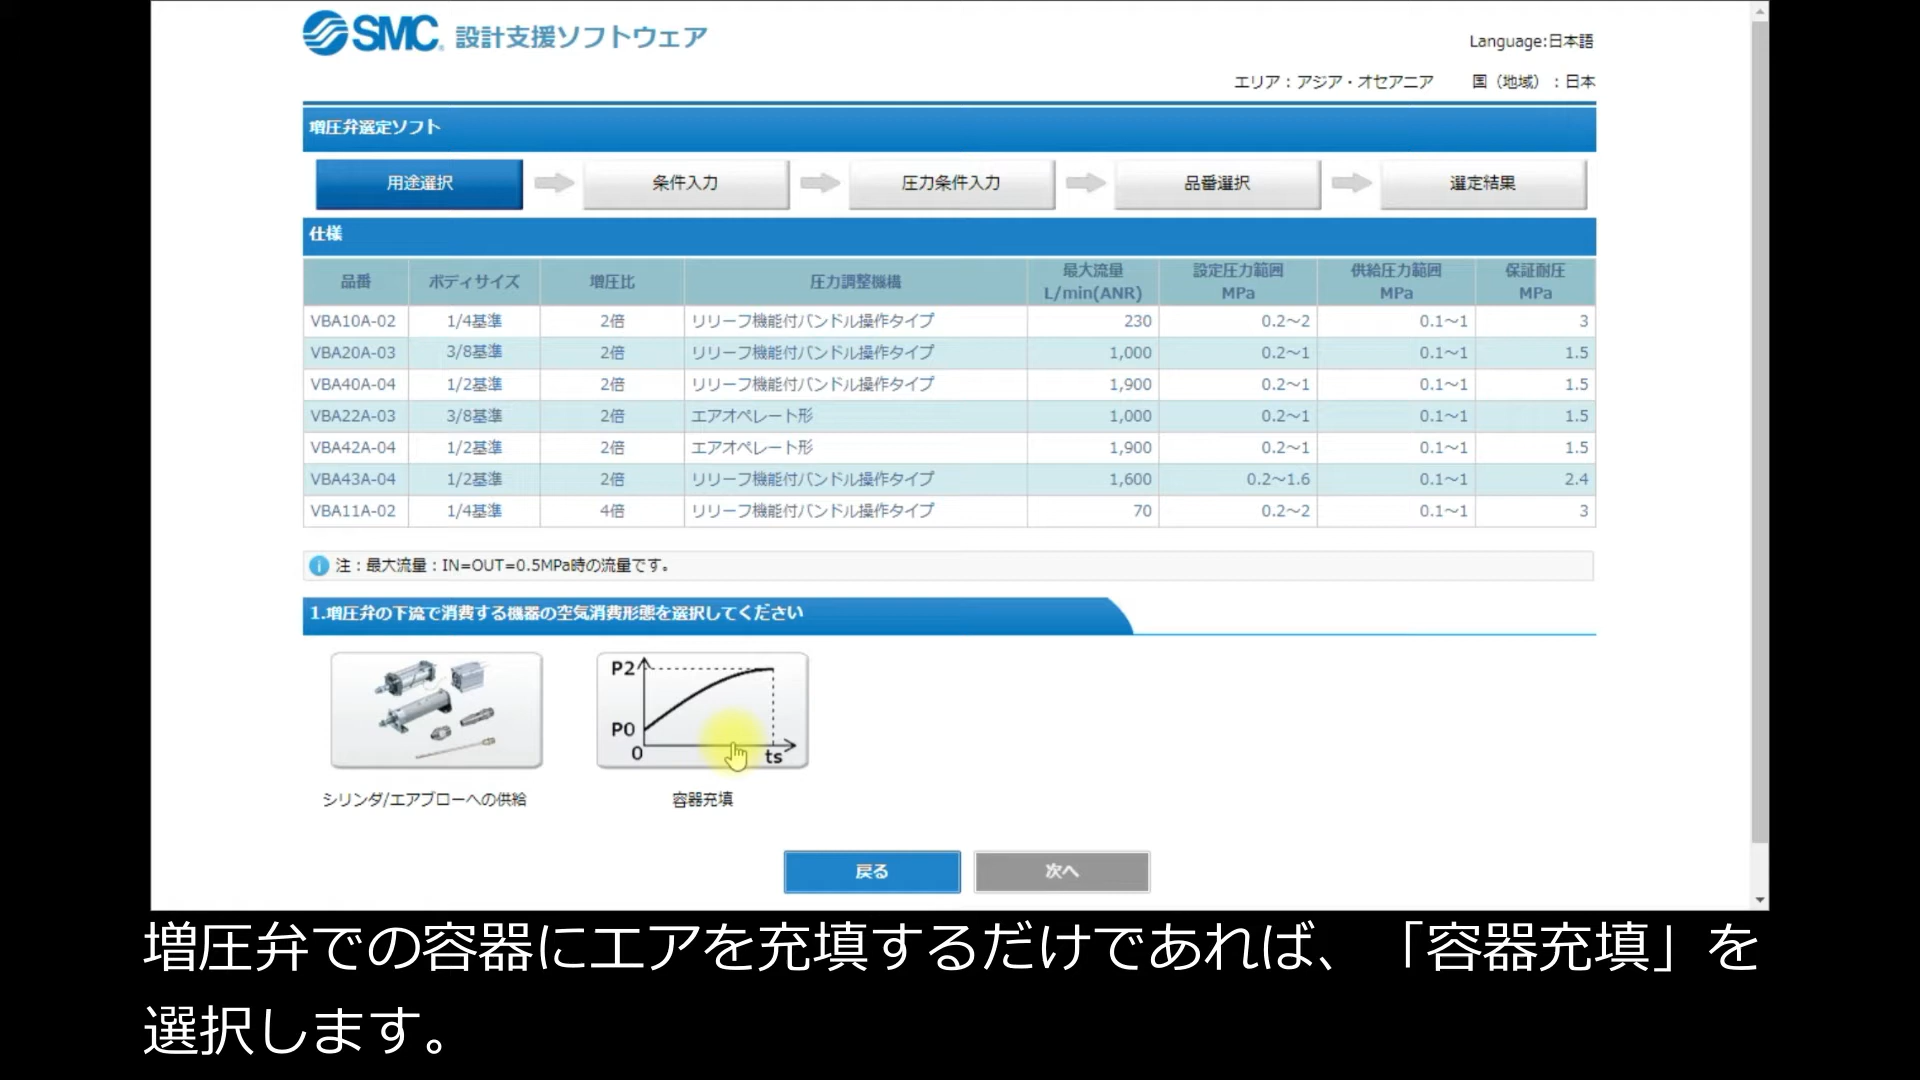 SMC 設計支援ソフトウェア
Language:日本語
エリア：アジア・オセアニア 国（地域）：日本
増圧弁選定ソフト
用途選択 条件入力 圧力条件入力 品番選択 選定結果
仕様
品番 ボディサイズ 増圧比 圧力調整機構 最大流量 L/min(ANR) 設定圧力範囲 MPa 供給圧力範囲 MPa 保証耐圧 MPa
VBA10A-02 1/4基準 2倍 リリーフ機能付ハンドル操作タイプ 230 0.2～2 0.1～1 3
VBA20A-03 3/8基準 2倍 リリーフ機能付ハンドル操作タイプ 1,000 0.2～1 0.1～1 1.5
VBA40A-04 1/2基準 2倍 リリーフ機能付ハンドル操作タイプ 1,900 0.2～1 0.1～1 1.5
VBA22A-03 3/8基準 2倍 エアオペレート形 1,000 0.2～1 0.1～1 1.5
VBA42A-04 1/2基準 2倍 エアオペレート形 1,900 0.2～1 0.1～1 1.5
VBA43A-04 1/2基準 2倍 リリーフ機能付ハンドル操作タイプ 1,600 0.2～1.6 0.1～1 2.4
VBA11A-02 1/4基準 4倍 リリーフ機能付ハンドル操作タイプ 70 0.2～2 0.1～1 3
注：最大流量：IN=OUT=0.5MPa時の流量です。
1.増圧弁の下流で消費する機器の空気消費形態を選択してください
P2
P0
0 ts
シリンダ/エアブローへの供給 容器充填
戻る 次へ
増圧弁での容器にエアを充填するだけであれば、「容器充填」を
選択します。